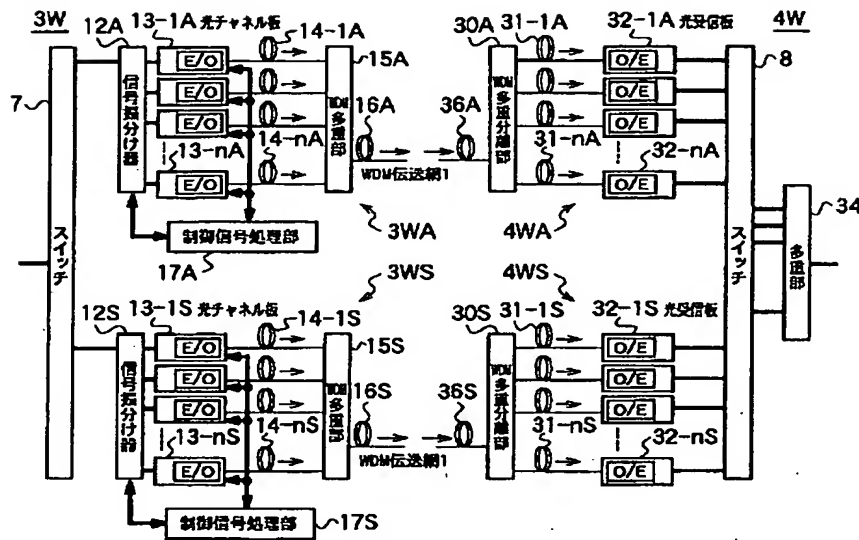 3W
12A
13-1A 光チャネル板
14-1A
15A
16A
36A
30A
31-1A
32-1A 光受信板
4W
8
7
E/O
E/O
E/O
E/O
13-nA
14-nA
信号振分け器
WDM多重部
WDM伝送網1
WDM多重分離部
31-nA
O/E
O/E
O/E
O/E
32-nA
34
スイッチ
制御信号処理部
17A
3WA
4WA
スイッチ
多重部
3WS
4WS
12S
13-1S 光チャネル板
14-1S
15S
16S
36S
30S
31-1S
32-1S 光受信板
E/O
E/O
E/O
E/O
13-nS
14-nS
信号振分け器
WDM多重部
WDM伝送網1
WDM多重分離部
31-nS
O/E
O/E
O/E
O/E
32-nS
制御信号処理部
17S